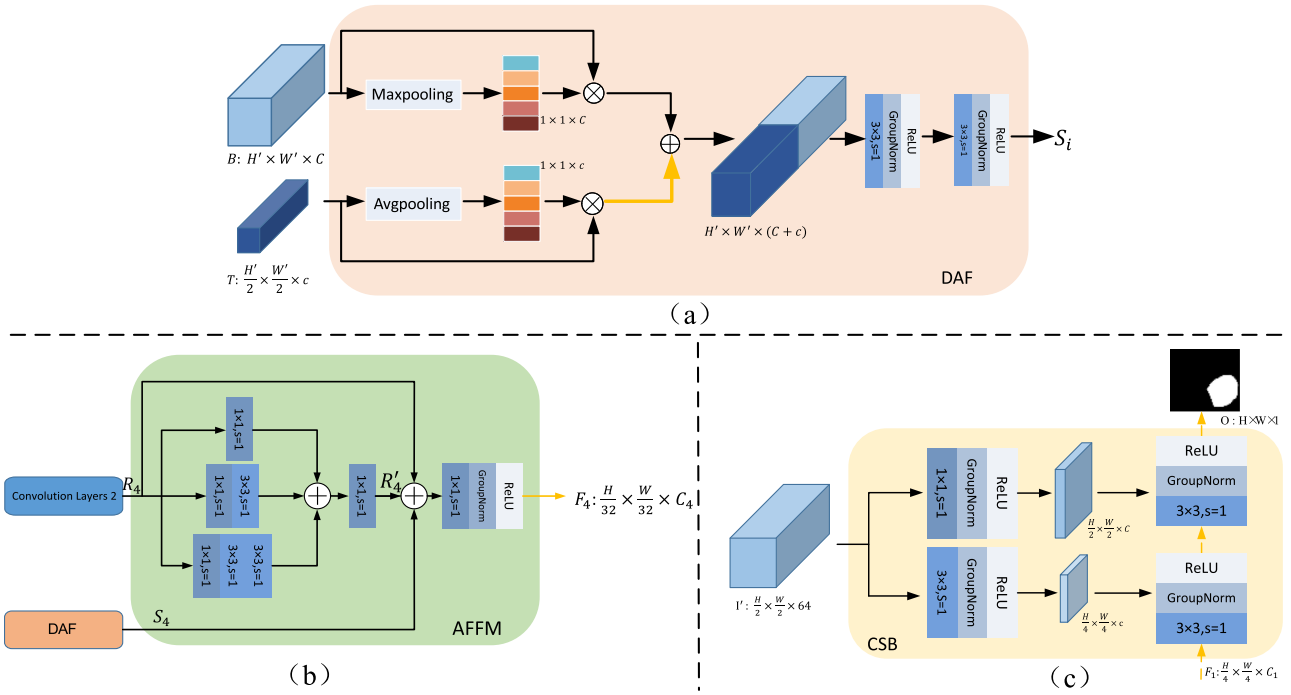 Maxpooling
1 × 1 × C
B: H′ × W′ × C
Avgpooling
1 × 1 × c
T: H′/2 × W′/2 × c
H′ × W′ × (C + c)
3×3,s=1
GroupNorm
ReLU
3×3,s=1
GroupNorm
ReLU
S_i
DAF
(a)
Convolution Layers 2
R_4
1×1,s=1
1×1,s=1
3×3,s=1
1×1,s=1
3×3,s=1
3×3,s=1
1×1,s=1
R′_4
1×1,s=1
GroupNorm
ReLU
F_4: H/32 × W/32 × C_4
DAF
S_4
AFFM
(b)
I′: H/2 × W/2 × 64
1×1,s=1
GroupNorm
ReLU
H/2 × W/2 × C
3×3,s=1
GroupNorm
ReLU
H/4 × W/4 × c
O : H×W×1
ReLU
GroupNorm
3×3,s=1
ReLU
GroupNorm
3×3,s=1
F_1: H/4 × W/4 × C_1
CSB
(c)